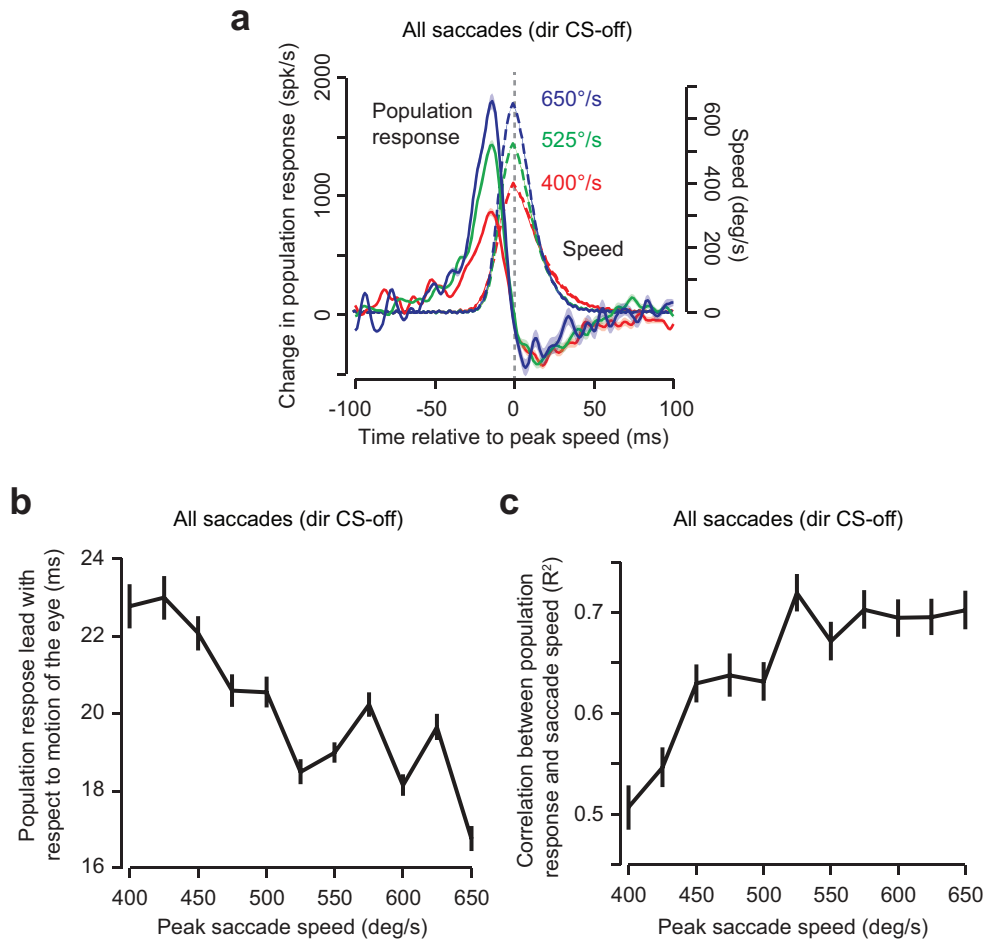 a
All saccades (dir CS-off)
Change in population response (spk/s)
2000
1000
0
Population
response
650°/s
525°/s
400°/s
Speed
600
400
200
0
Speed (deg/s)
-100
-50
0
50
100
Time relative to peak speed (ms)
b
All saccades (dir CS-off)
Population respose lead with
respect to motion of the eye (ms)
24
22
20
18
16
400
450
500
550
600
650
Peak saccade speed (deg/s)
c
All saccades (dir CS-off)
Correlation between population
response and saccade speed (R²)
0.7
0.6
0.5
400
450
500
550
600
650
Peak saccade speed (deg/s)